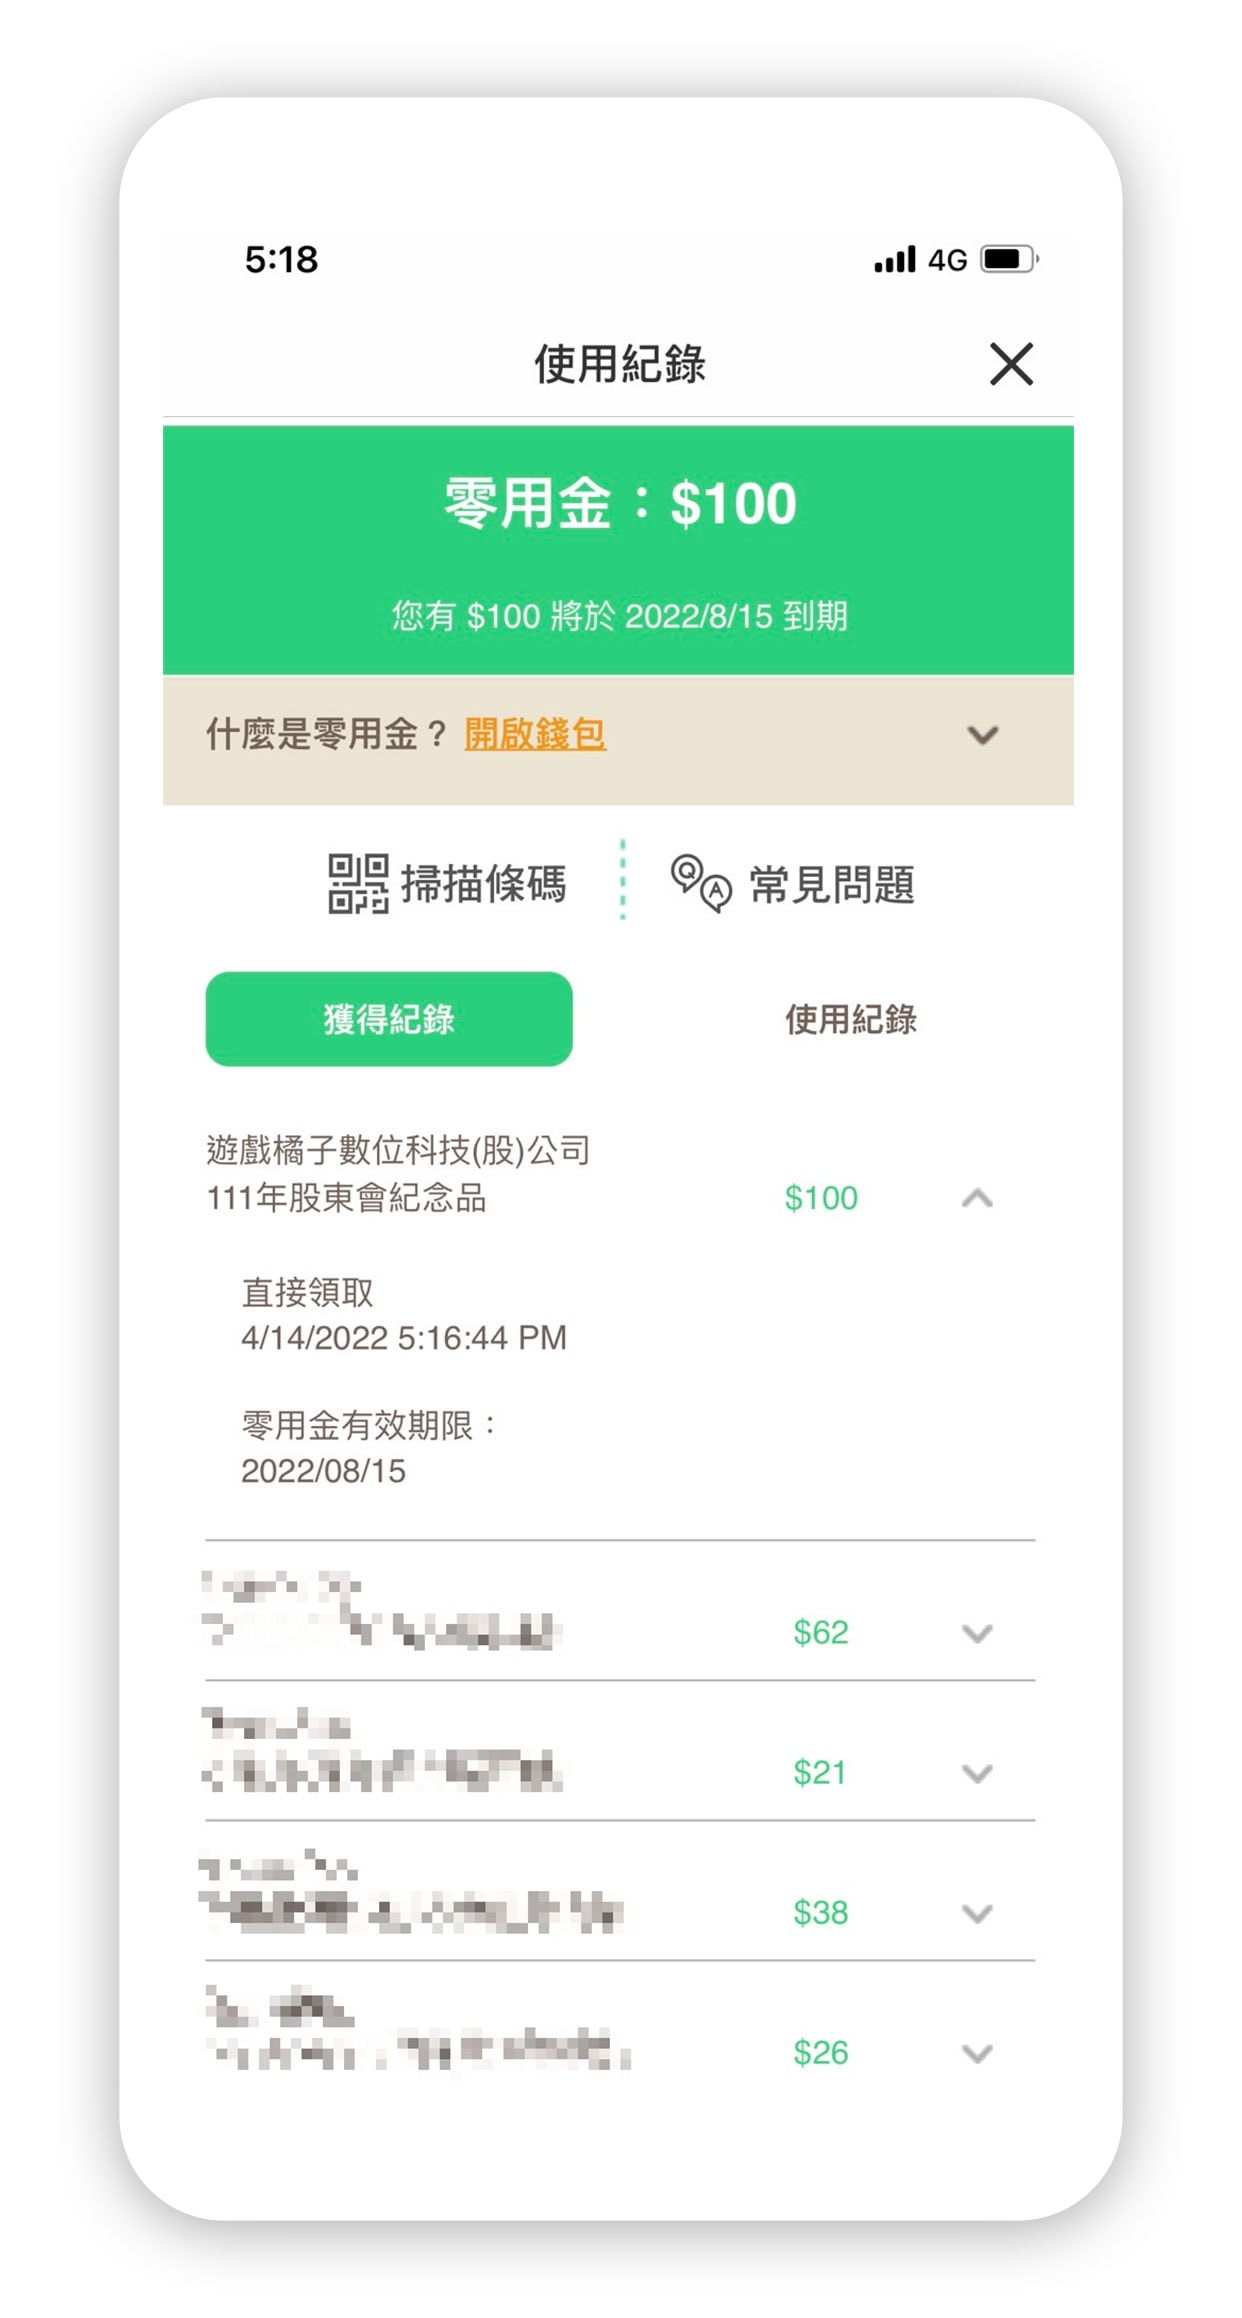 5:18
4G
使用紀錄
零用金：$100
您有 $100 將於 2022/8/15 到期
什麼是零用金？ 開啟錢包
掃描條碼
Q A 常見問題
獲得紀錄
使用紀錄
遊戲橘子數位科技(股)公司
111年股東會紀念品
$100
直接領取
4/14/2022 5:16:44 PM
零用金有效期限：
2022/08/15
$62
$21
$38
$26